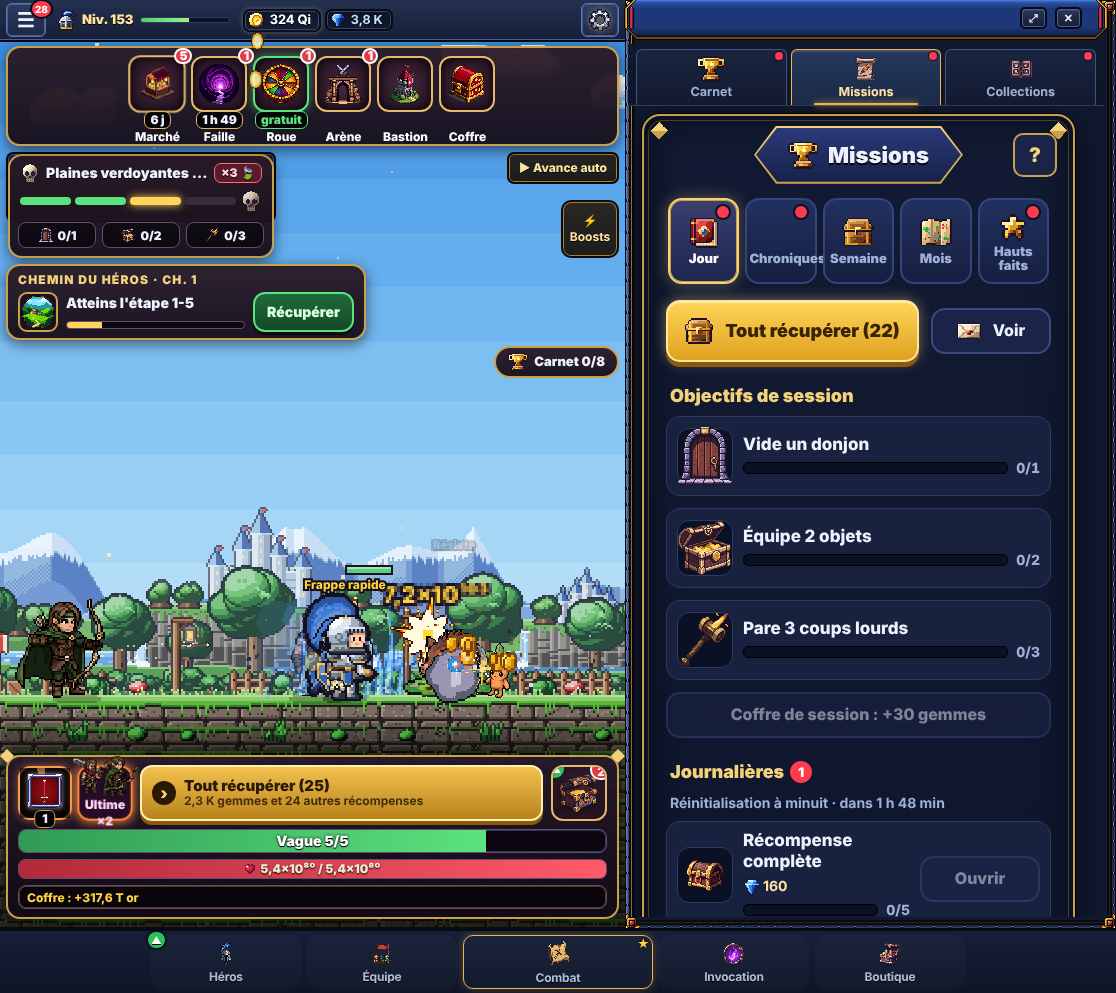 28
Niv. 153
324 Qi
3,8 K
5
1
1
1
6 j
1 h 49
gratuit
Marché
Faille
Roue
Arène
Bastion
Coffre
Plaines verdoyantes ...
×3
0/1
0/2
0/3
Avance auto
Boosts
CHEMIN DU HÉROS · CH. 1
Atteins l'étape 1-5
Récupérer
Carnet 0/8
Frappe rapide
7,2×10
1
Ultime
×2
Tout récupérer (25)
2,3 K gemmes et 24 autres récompenses
2
Vague 5/5
5,4×10⁸⁰ / 5,4×10⁸⁰
Coffre : +317,6 T or
Héros
Équipe
Combat
Invocation
Boutique
Carnet
Missions
Collections
Missions
?
Jour
Chroniques
Semaine
Mois
Hauts
faits
Tout récupérer (22)
Voir
Objectifs de session
Vide un donjon
0/1
Équipe 2 objets
0/2
Pare 3 coups lourds
0/3
Coffre de session : +30 gemmes
Journalières 1
Réinitialisation à minuit · dans 1 h 48 min
Récompense
complète
160
Ouvrir
0/5